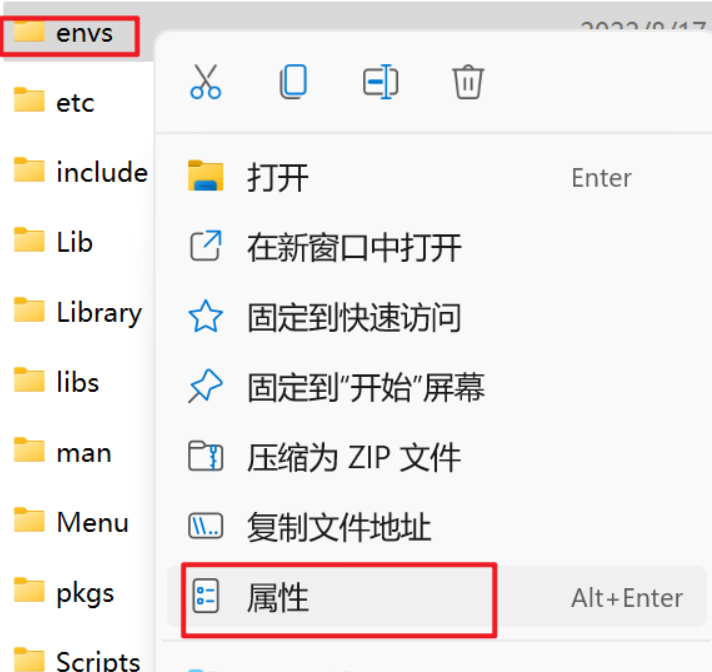 envs
2022/8/17
etc
include
打开 Enter
Lib
在新窗口中打开
Library
固定到快速访问
libs
固定到“开始”屏幕
man
压缩为 ZIP 文件
Menu
复制文件地址
pkgs
属性 Alt+Enter
Scripts